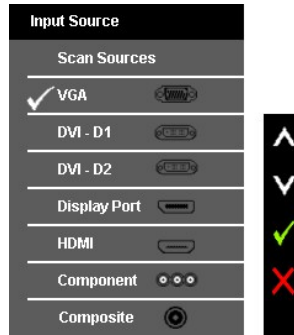 Input Source
Scan Sources
VGA
DVI - D1
DVI - D2
Display Port
HDMI
Component
Composite